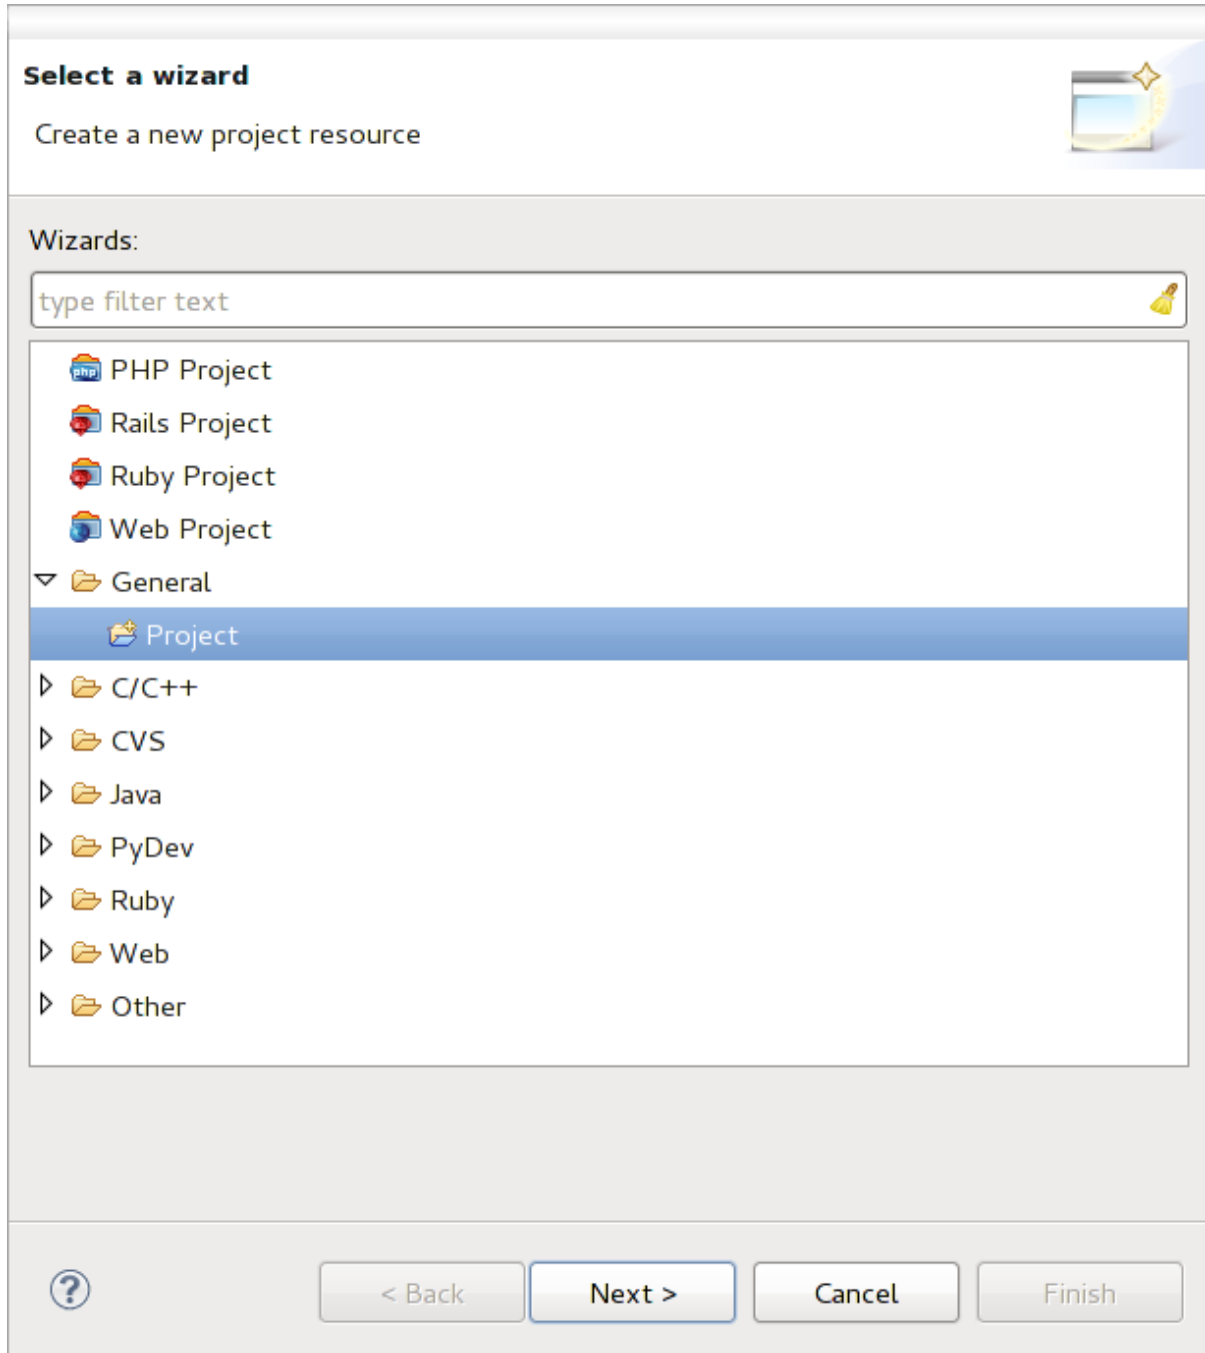 Select a wizard
Create a new project resource
Wizards:
type filter text
php PHP Project
Rails Project
Ruby Project
Web Project
General
Project
C/C++
CVS
Java
PyDev
Ruby
Web
Other
? < Back Next > Cancel Finish